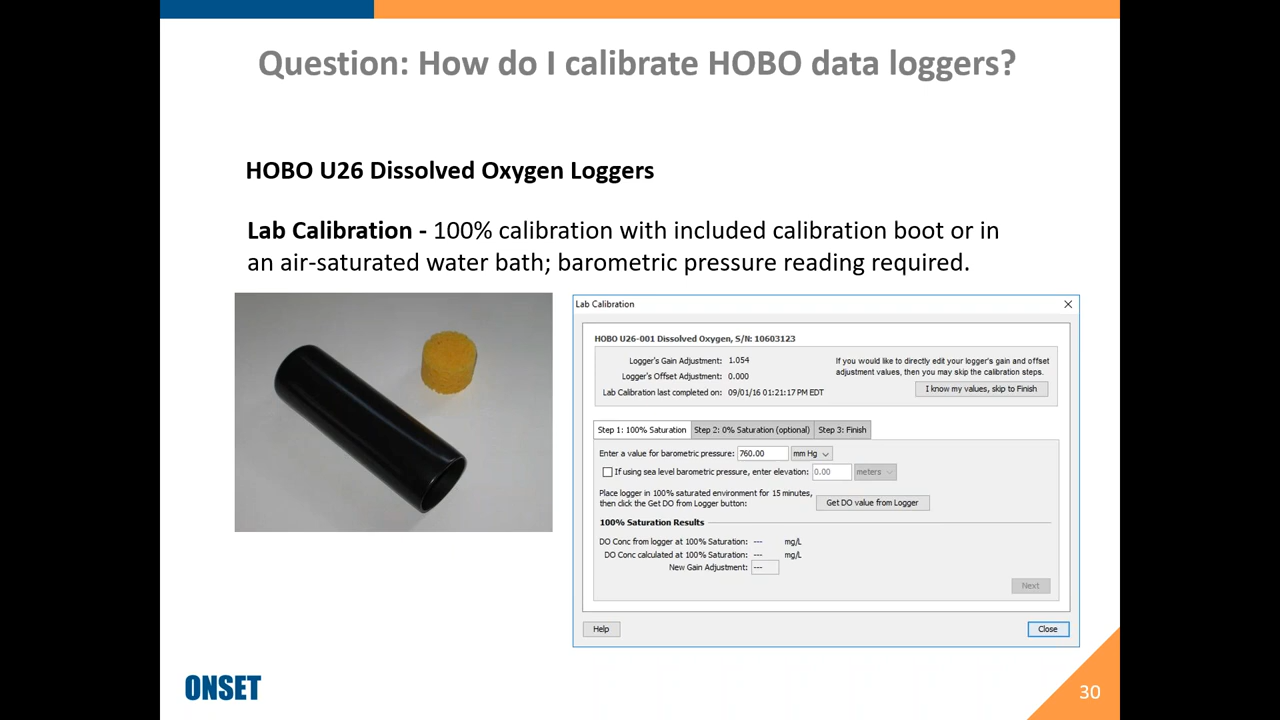 Question: How do I calibrate HOBO data loggers?
HOBO U26 Dissolved Oxygen Loggers
Lab Calibration - 100% calibration with included calibration boot or in
an air-saturated water bath; barometric pressure reading required.
Lab Calibration
HOBO U26-001 Dissolved Oxygen, S/N: 10603123
Logger's Gain Adjustment: 1.054
Logger's Offset Adjustment: 0.000
Lab Calibration last completed on: 09/01/16 01:21:17 PM EDT
If you would like to directly edit your logger's gain and offset
adjustment values, then you may skip the calibration steps.
I know my values, skip to Finish
Step 1: 100% Saturation Step 2: 0% Saturation (optional) Step 3: Finish
Enter a value for barometric pressure: 760.00 mm Hg
If using sea level barometric pressure, enter elevation: 0.00 meters
Place logger in 100% saturated environment for 15 minutes,
then click the Get DO from Logger button:
Get DO value from Logger
100% Saturation Results
DO Conc from logger at 100% Saturation: --- mg/L
DO Conc calculated at 100% Saturation: --- mg/L
New Gain Adjustment: ---
Next
Help Close
ONSET
30